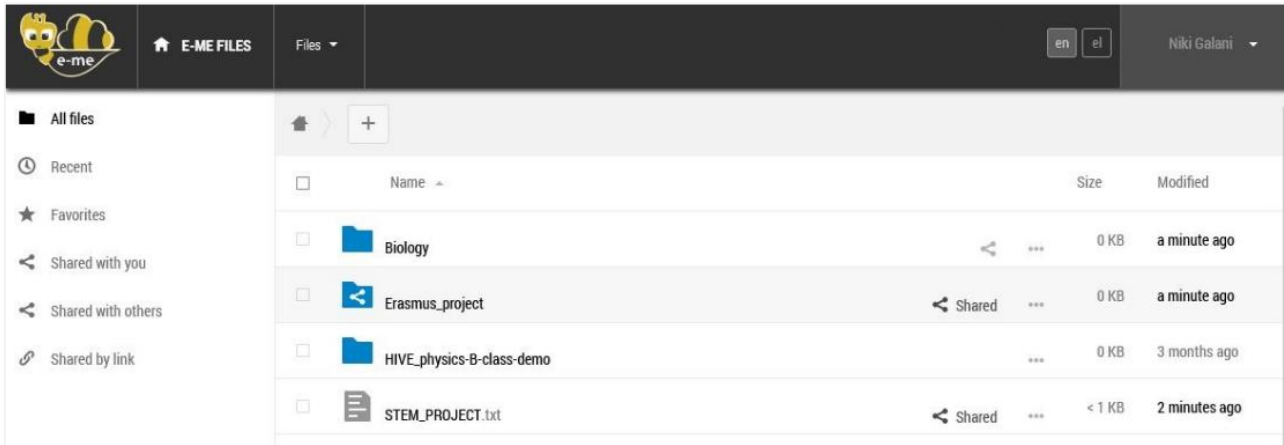 e-me E-ME FILES Files en el Niki Galani
All files
Recent
Favorites
Shared with you
Shared with others
Shared by link
+
Name Size Modified
Biology ••• 0 KB a minute ago
Erasmus_project Shared ••• 0 KB a minute ago
HIVE_physics-B-class-demo ••• 0 KB 3 months ago
STEM_PROJECT.txt Shared ••• < 1 KB 2 minutes ago